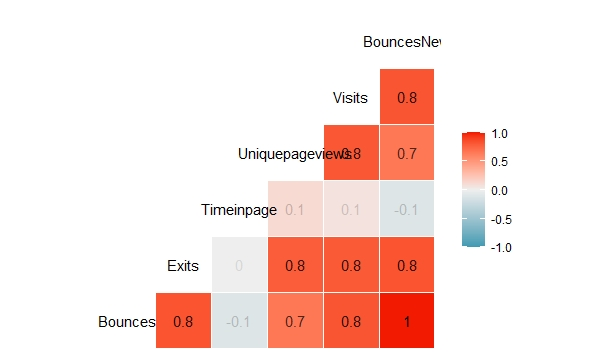 BouncesNew
Visits 0.8
Uniquepageviews 0.8 0.7
Timeinpage 0.1 0.1 -0.1
Exits 0 0.8 0.8 0.8
Bounces 0.8 -0.1 0.7 0.8 1
1.0
0.5
0.0
-0.5
-1.0